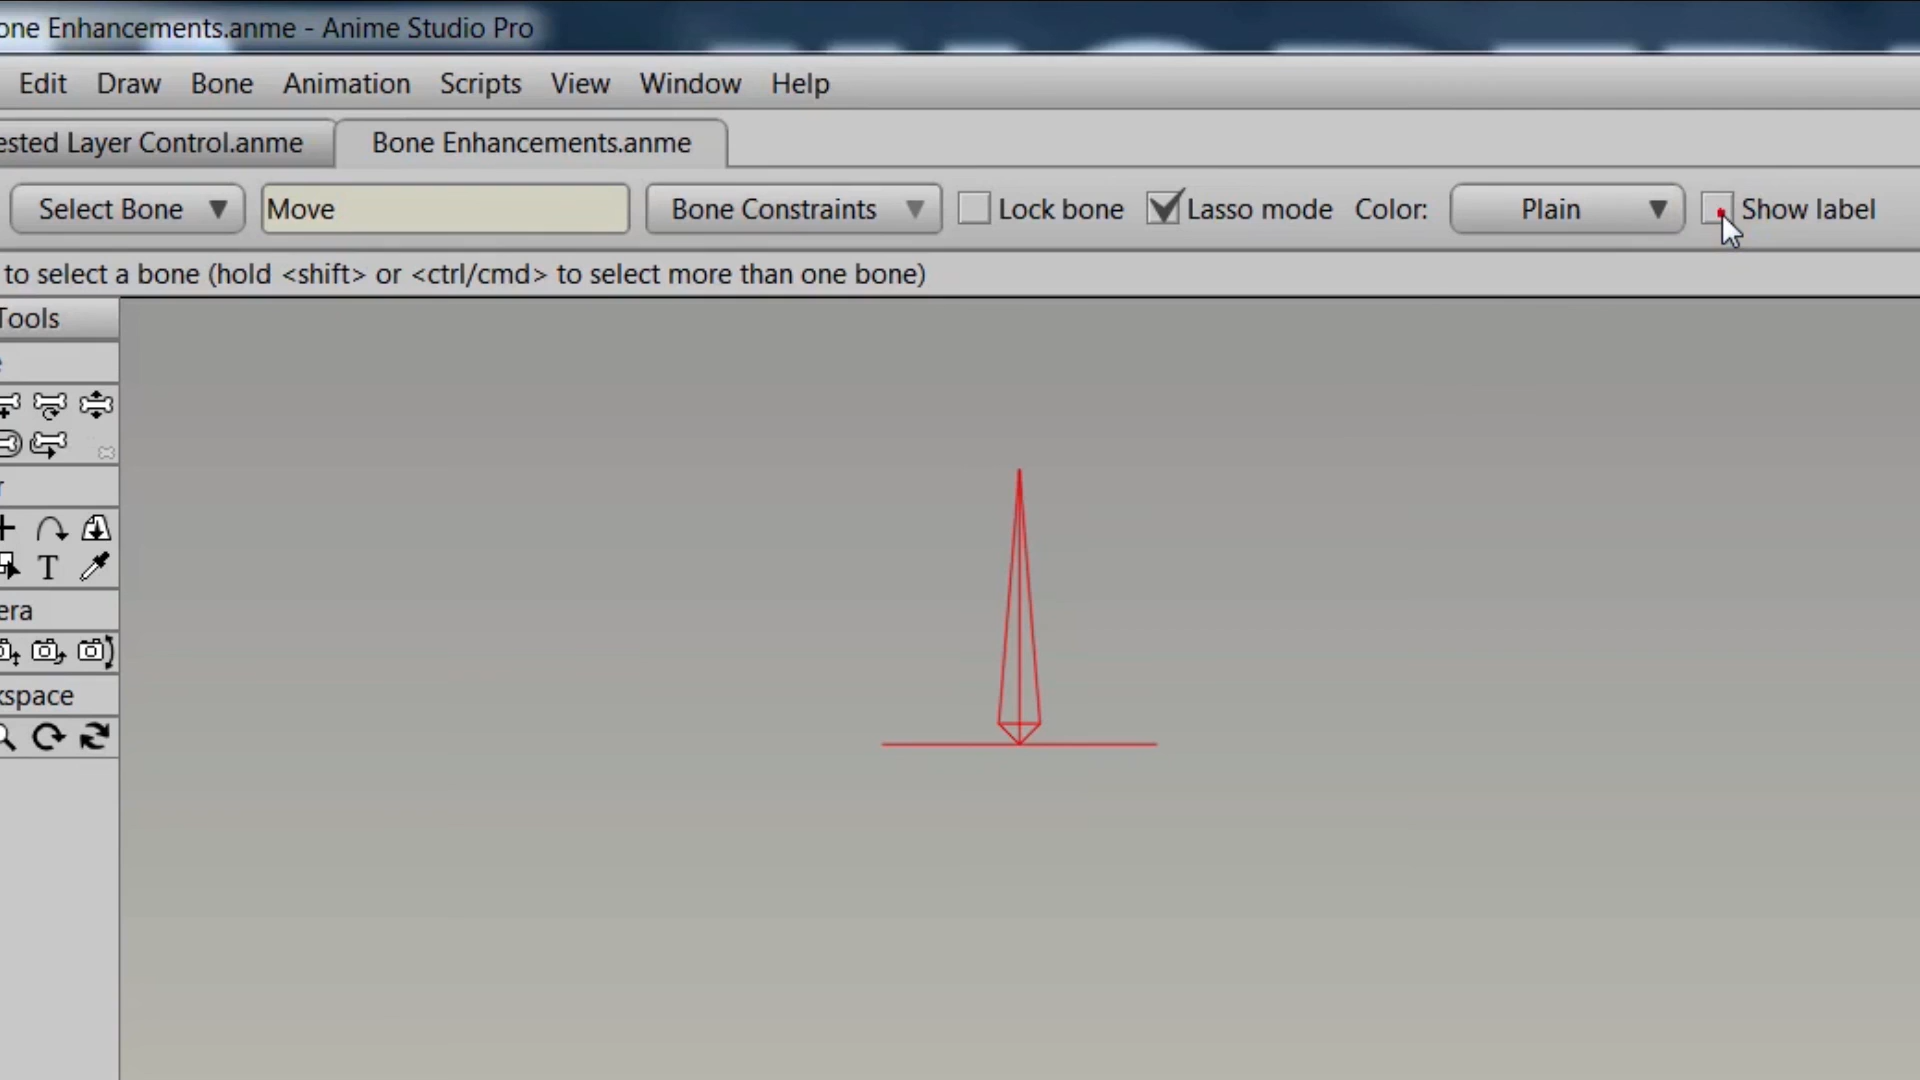 one Enhancements.anme - Anime Studio Pro
Edit Draw Bone Animation Scripts View Window Help
ested Layer Control.anme Bone Enhancements.anme
Select Bone Move Bone Constraints Lock bone Lasso mode Color: Plain Show label
to select a bone (hold <shift> or <ctrl/cmd> to select more than one bone)
Tools
era
kspace